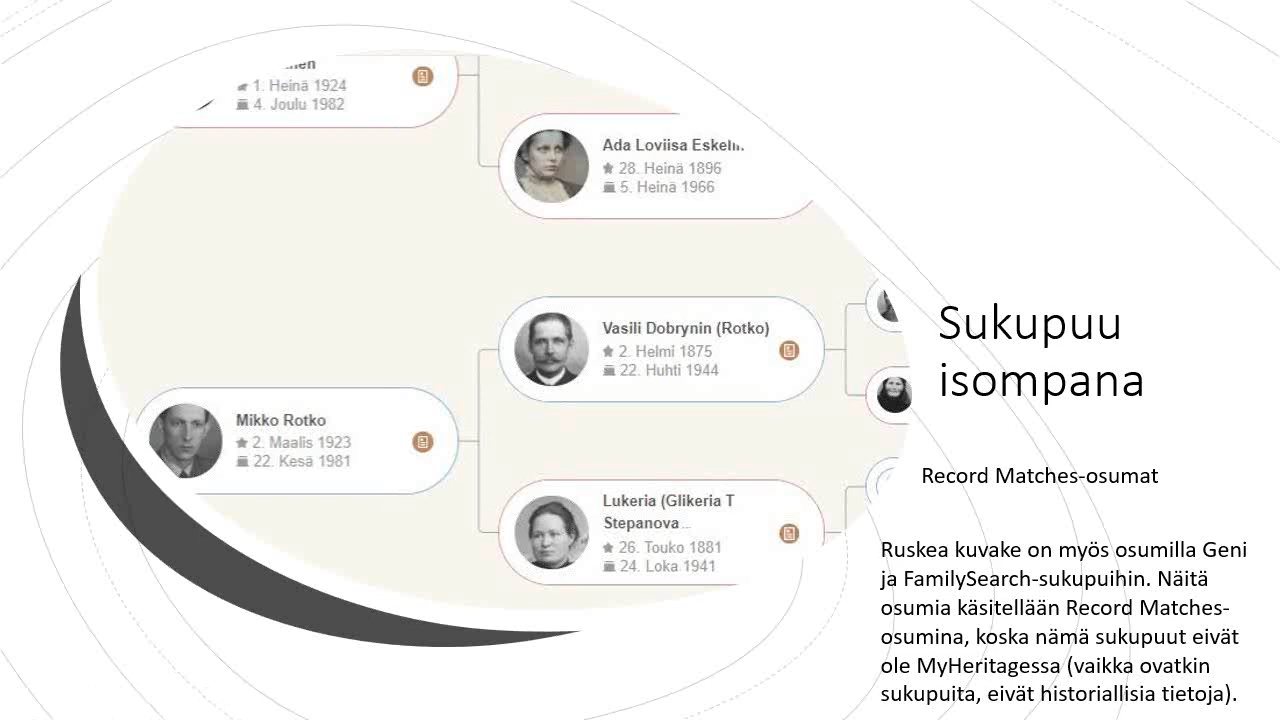 1. Heinä 1924
4. Joulu 1982
Ada Loviisa
28. Heinä 1896
5. Heinä 1966
Vasili Dobrynin (Rotko)
2. Helmi 1875
22. Huhti 1944
Mikko Rotko
2. Maalis 1923
22. Kesä 1981
Lukeria (Glikeria T
Stepanova...
26. Touko 1881
24. Loka 1941
Sukupuu
isompana
Record Matches-osumat
Ruskea kuvake on myös osumilla Geni
ja FamilySearch-sukupuihin. Näitä
osumia käsitellään Record Matches-
osumina, koska nämä sukupuut eivät
ole MyHeritagessa (vaikka ovatkin
sukupuita, eivät historiallisia tietoja).